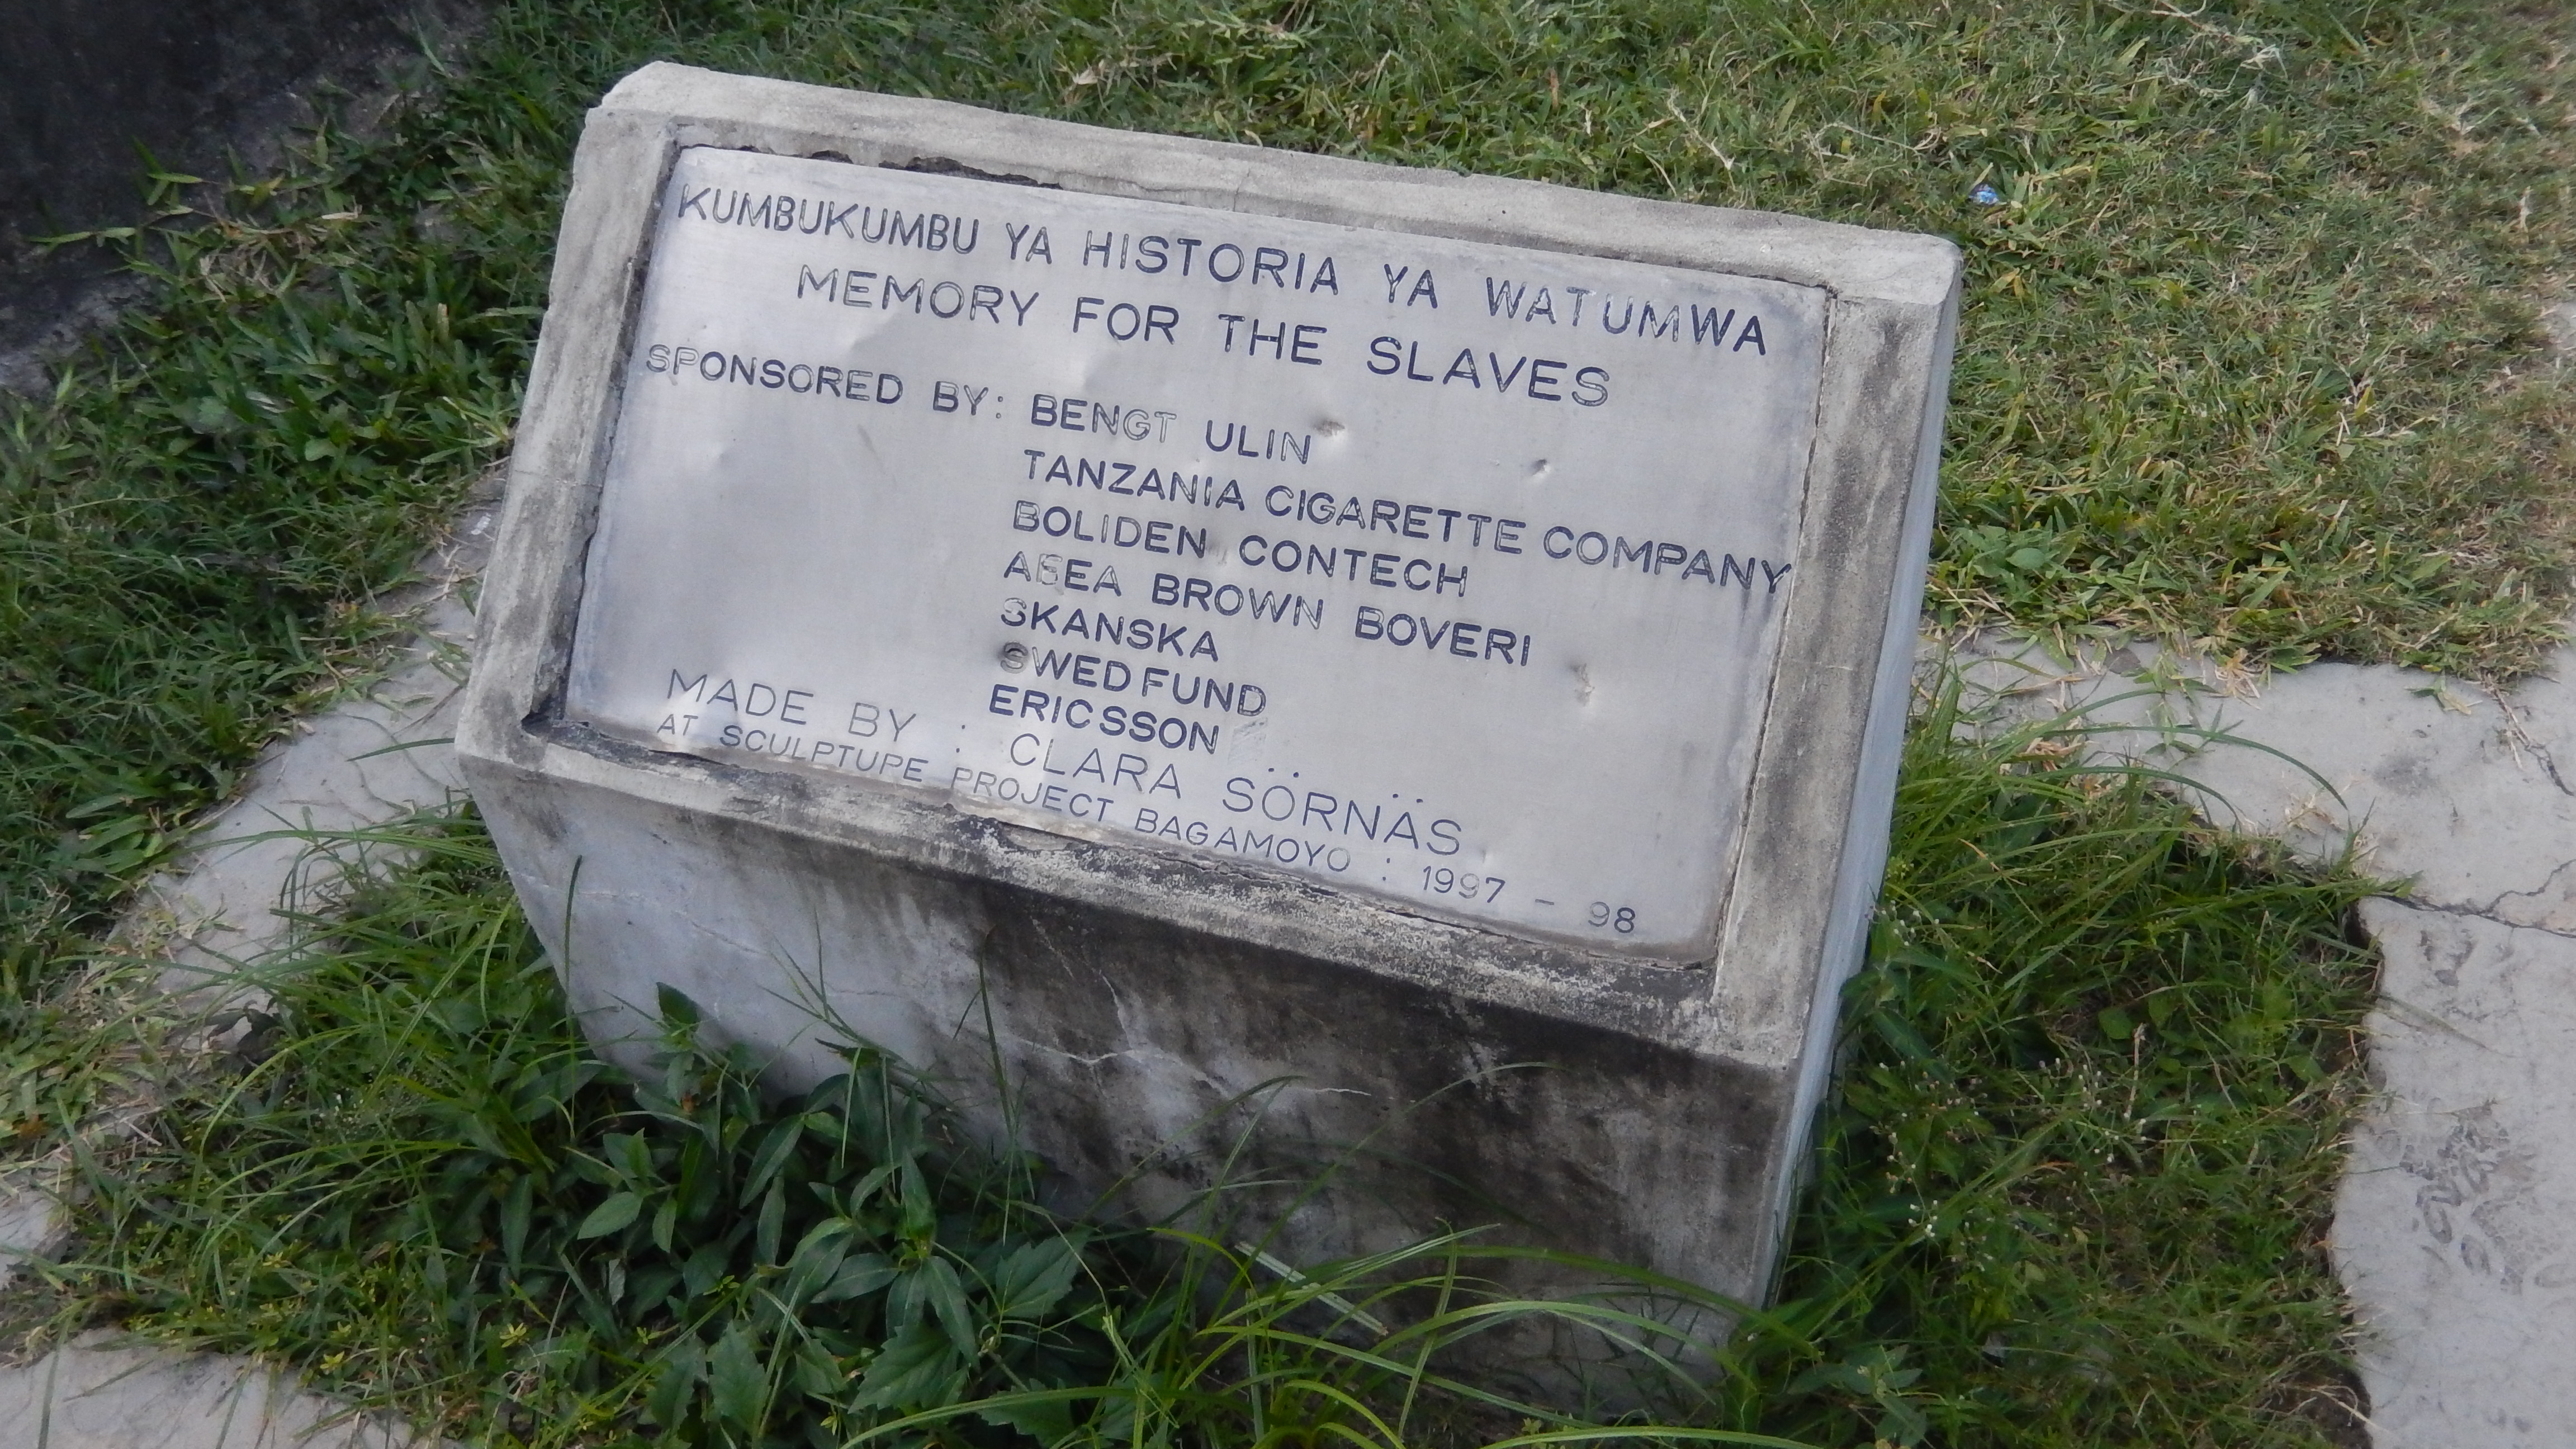 KUMBUKUMBU YA HISTORIA YA WATUMWA
MEMORY FOR THE SLAVES
SPONSORED BY: BENGT ULIN
TANZANIA CIGARETTE COMPANY
BOLIDEN CONTECH
ASEA BROWN BOVERI
SKANSKA
SWEDFUND
ERICSSON
MADE BY : CLARA SÖRNÄS
AT SCULPTURE PROJECT BAGAMOYO : 1997 - 98